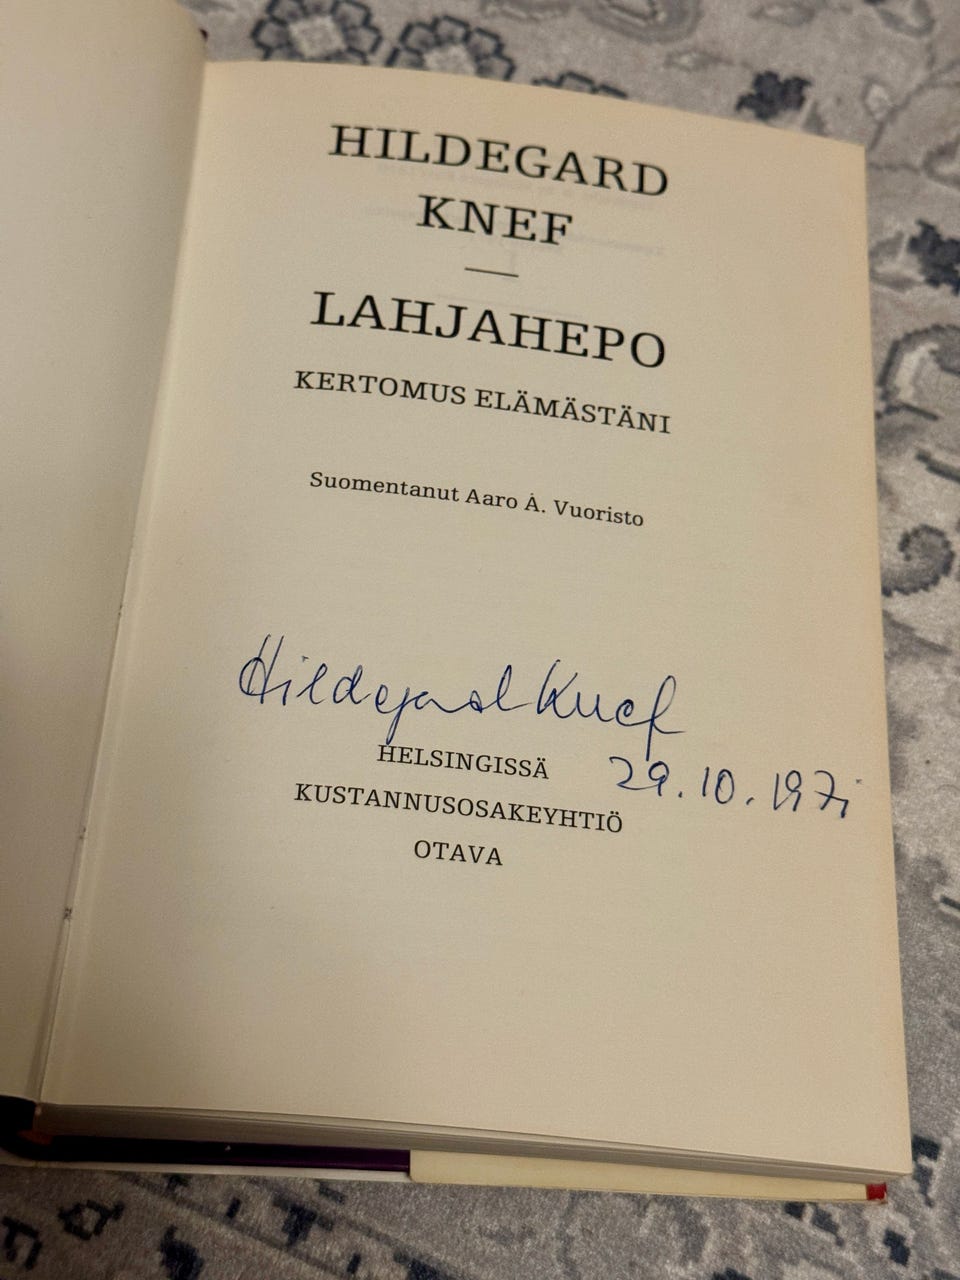 HILDEGARD
KNEF
LAHJAHEPO
KERTOMUS ELÄMÄSTÄNI
Suomentanut Aaro A. Vuoristo
Hildegard Knef
29.10.1971
HELSINGISSÄ
KUSTANNUSOSAKEYHTIÖ
OTAVA